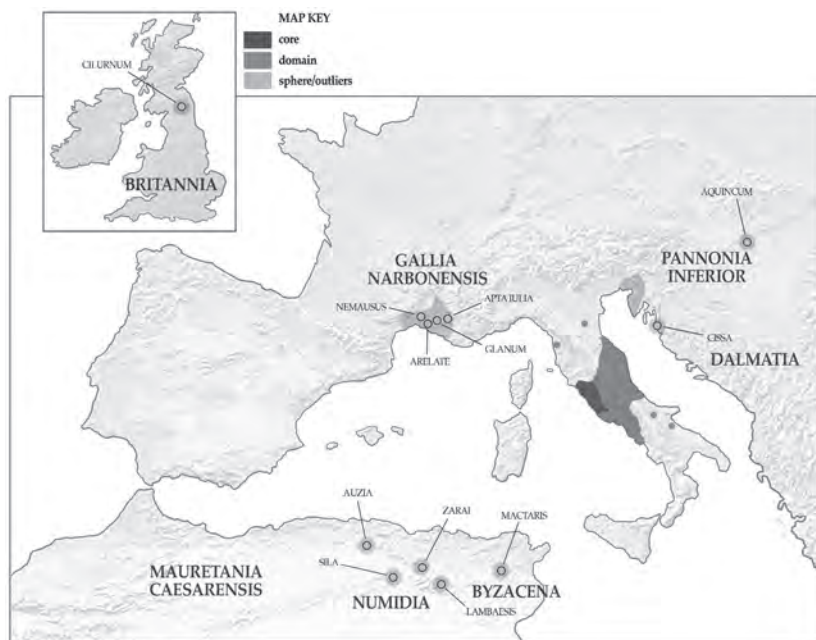 MAP KEY
core
domain
sphere/outliers
CILURNUM
BRITANNIA
AQUINCUM
PANNONIA
INFERIOR
GALLIA
NARBONENSIS
NEMAUSUS
APTA IULIA
ARELATE
GLANUM
CISSA
DALMATIA
AUZIA
ZARAI
MACTARIS
SILA
MAURETANIA
CAESARENSIS
NUMIDIA
BYZACENA
LAMBAESIS